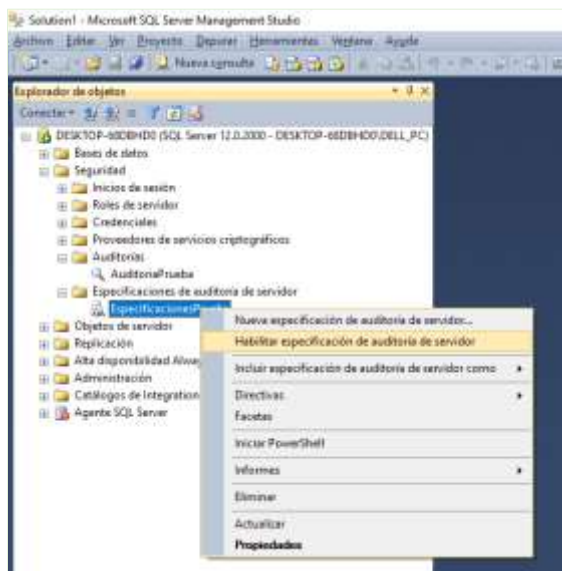 Solution1 - Microsoft SQL Server Management Studio
Archivo Editar Ver Proyecto Depurar Herramientas Ventana Ayuda
Nueva consulta
Explorador de objetos
Conectar
DESKTOP-68DBHD0 (SQL Server 12.0.2000 - DESKTOP-68DBHD0\DELL_PC)
Bases de datos
Seguridad
Inicios de sesión
Roles de servidor
Credenciales
Proveedores de servicios criptográficos
Auditorías
AuditoriaPrueba
Especificaciones de auditoría de servidor
EspecificacionesPrueba
Objetos de servidor
Replicación
Alta disponibilidad Alway
Administración
Catálogos de Integration
Agente SQL Server
Nueva especificación de auditoría de servidor...
Habilitar especificación de auditoría de servidor
Incluir especificación de auditoría de servidor como
Directivas
Facetas
Iniciar PowerShell
Informes
Eliminar
Actualizar
Propiedades